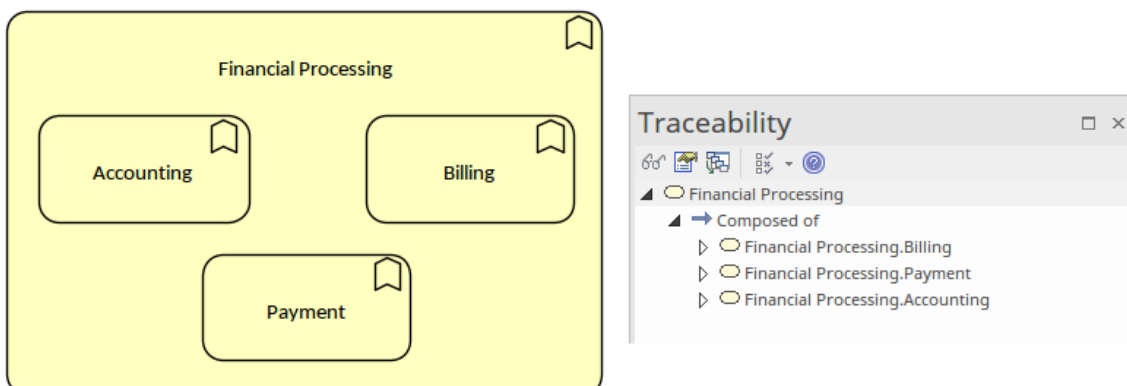 Financial Processing
Accounting
Billing
Payment
Traceability
Financial Processing
Composed of
Financial Processing.Billing
Financial Processing.Payment
Financial Processing.Accounting